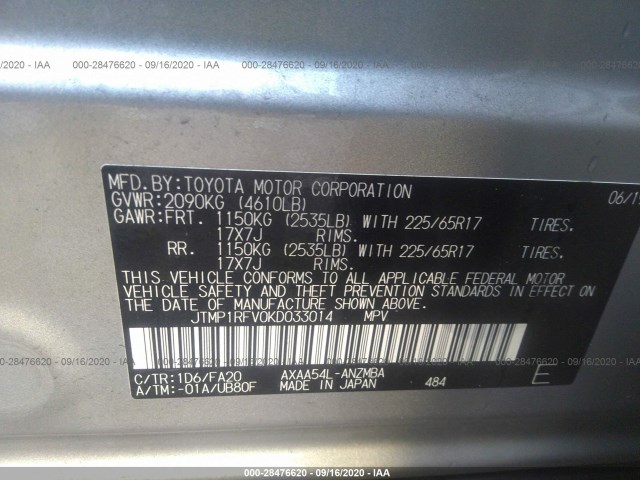 9/16/2020 - IAA 000-28476620 - 09/16/2020 - IAA 000-28476620 - 09/16/2020 - IAA 000-28476620 - 09/
MFD.BY:TOYOTA MOTOR CORPORATION 06/19
GVWR:2090KG (4610LB)
GAWR:FRT. 1150KG (2535LB) WITH 225/65R17 TIRES.
17X7J RIMS.
RR. 1150KG (2535LB) WITH 225/65R17 TIRES.
17X7J RIMS.
THIS VEHICLE CONFORMS TO ALL APPLICABLE FEDERAL MOTOR
VEHICLE SAFETY AND THEFT PREVENTION STANDARDS IN EFFECT ON
THE DATE OF MANUFACTURE SHOWN ABOVE.
JTMP1RFV0KD033014 MPV
C/TR:1D6/FA20 AXAA54L-ANZMBA
A/TM:-01A/UB80F MADE IN JAPAN 484 E
000-28476620 - 09/16/2020 - IAA